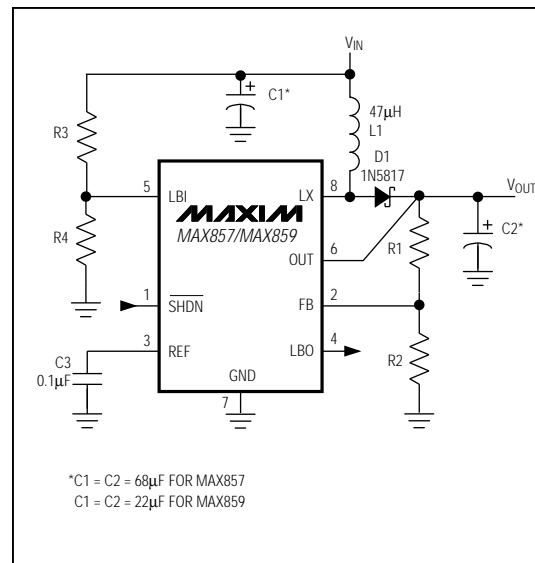 VIN
C1*
+
47µH
L1
R3
D1
1N5817
5
LBI
LX
8
VOUT
MAXIM
MAX857/MAX859
R4
OUT
6
R1
+
C2*
1
SHDN
FB
2
3
REF
LBO
4
C3
0.1µF
R2
GND
7
*C1 = C2 = 68µF FOR MAX857
C1 = C2 = 22µF FOR MAX859